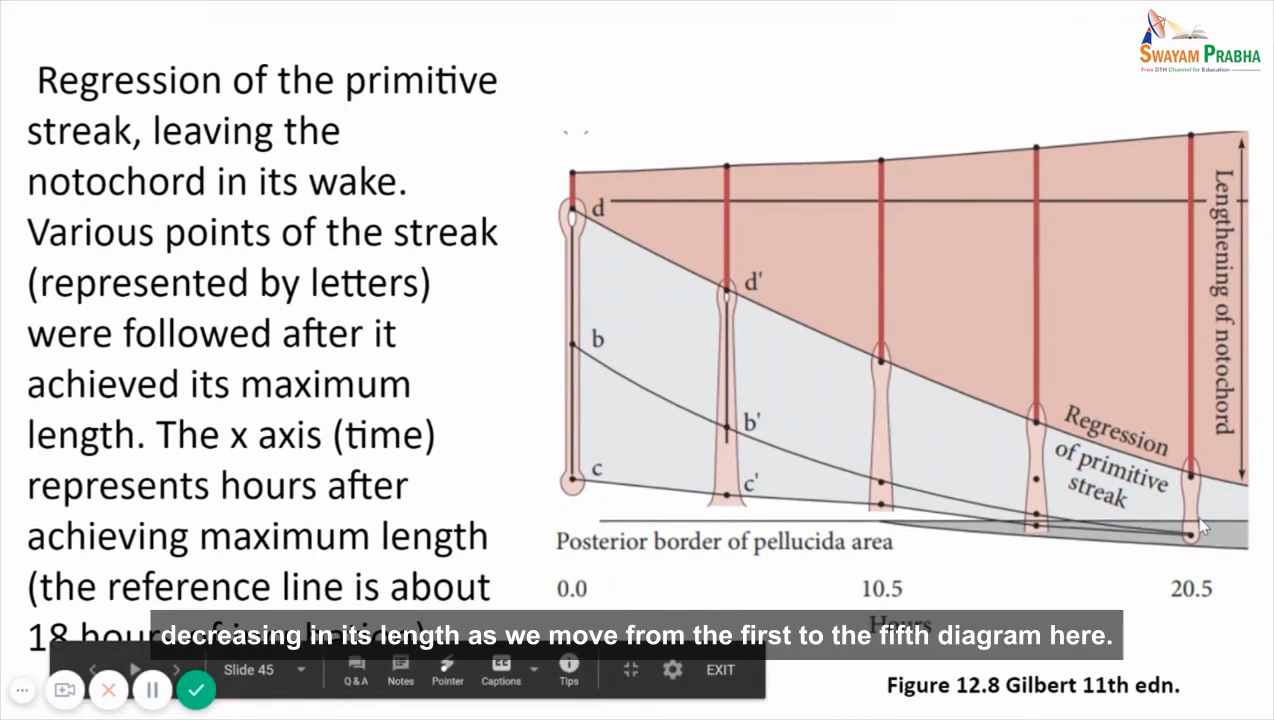 SWAYAM PRABHA
Free DTH Channel for Education
Regression of the primitive
streak, leaving the
notochord in its wake.
Various points of the streak
(represented by letters)
were followed after it
achieved its maximum
length. The x axis (time)
represents hours after
achieving maximum length
(the reference line is about
18 hours
d
d'
b
b'
c
c'
Lengthening of notochord
Regression
of primitive
streak
Posterior border of pellucida area
0.0
10.5
20.5
Hours
decreasing in its length as we move from the first to the fifth diagram here.
Slide 45
Q & A
Notes
Pointer
Captions
Tips
EXIT
Figure 12.8 Gilbert 11th edn.